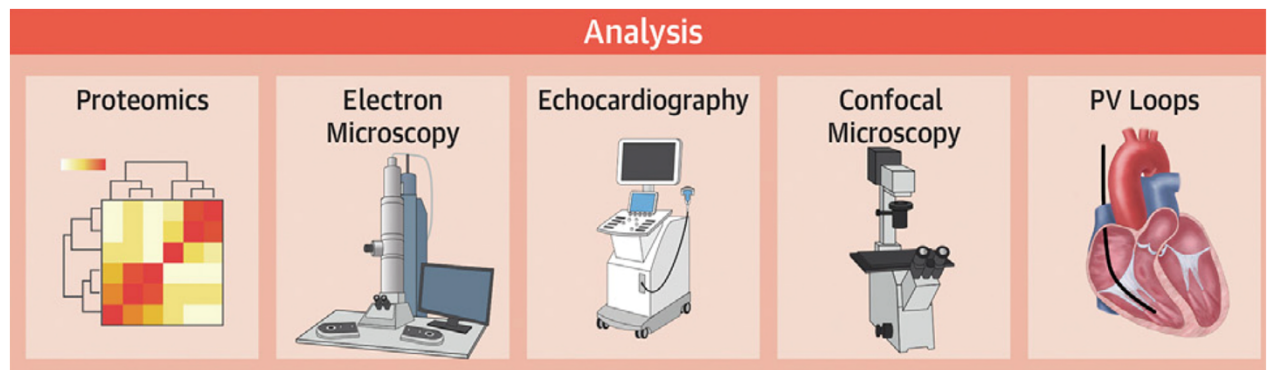 Analysis
Proteomics
Electron
Microscopy
Echocardiography
Confocal
Microscopy
PV Loops